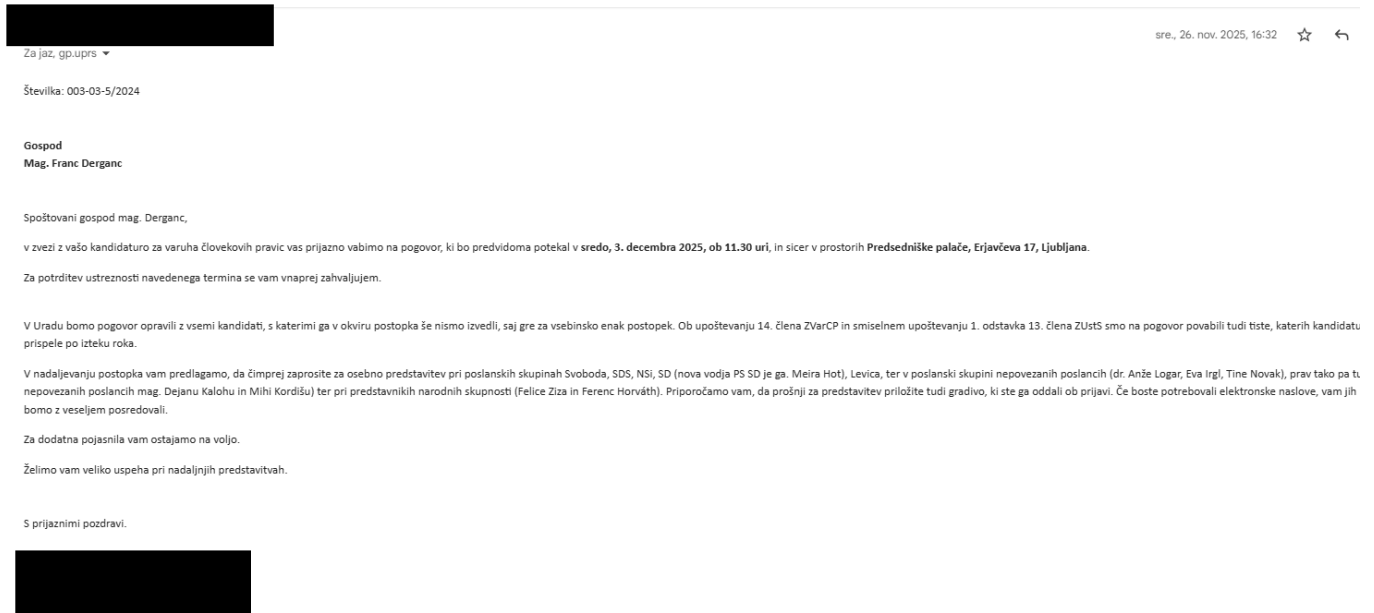 sre., 26. nov. 2025, 16:32
Za jaz, gp.uprs
Številka: 003-03-5/2024
Gospod
Mag. Franc Derganc
Spoštovani gospod mag. Derganc,
v zvezi z vašo kandidaturo za varuha človekovih pravic vas prijazno vabimo na pogovor, ki bo predvidoma potekal v sredo, 3. decembra 2025, ob 11.30 uri, in sicer v prostorih Predsedniške palače, Erjavčeva 17, Ljubljana.
Za potrditev ustreznosti navedenega termina se vam vnaprej zahvaljujem.
V Uradu bomo pogovor opravili z vsemi kandidati, s katerimi ga v okviru postopka še nismo izvedli, saj gre za vsebinsko enak postopek. Ob upoštevanju 14. člena ZVarCP in smiselnem upoštevanju 1. odstavka 13. člena ZUstS smo na pogovor povabili tudi tiste, katerih kandidatu
prispele po izteku roka.
V nadaljevanju postopka vam predlagamo, da čimprej zaprosite za osebno predstavitev pri poslanskih skupinah Svoboda, SDS, NSi, SD (nova vodja PS SD je ga. Meira Hot), Levica, ter v poslanski skupini nepovezanih poslancev (dr. Anže Logar, Eva Irgl, Tine Novak), prav tako pa tu
nepovezanih poslancih mag. Dejanu Kalohu in Mihi Kordišu) ter pri predstavnikih narodnih skupnosti (Felice Ziza in Ferenc Horváth). Priporočamo vam, da prošnji za predstavitev priložite tudi gradivo, ki ste ga oddali ob prijavi. Če boste potrebovali elektronske naslove, vam jih
bomo z veseljem posredovali.
Za dodatna pojasnila vam ostajamo na voljo.
Želimo vam veliko uspeha pri nadaljnjih predstavitvah.
S prijaznimi pozdravi.